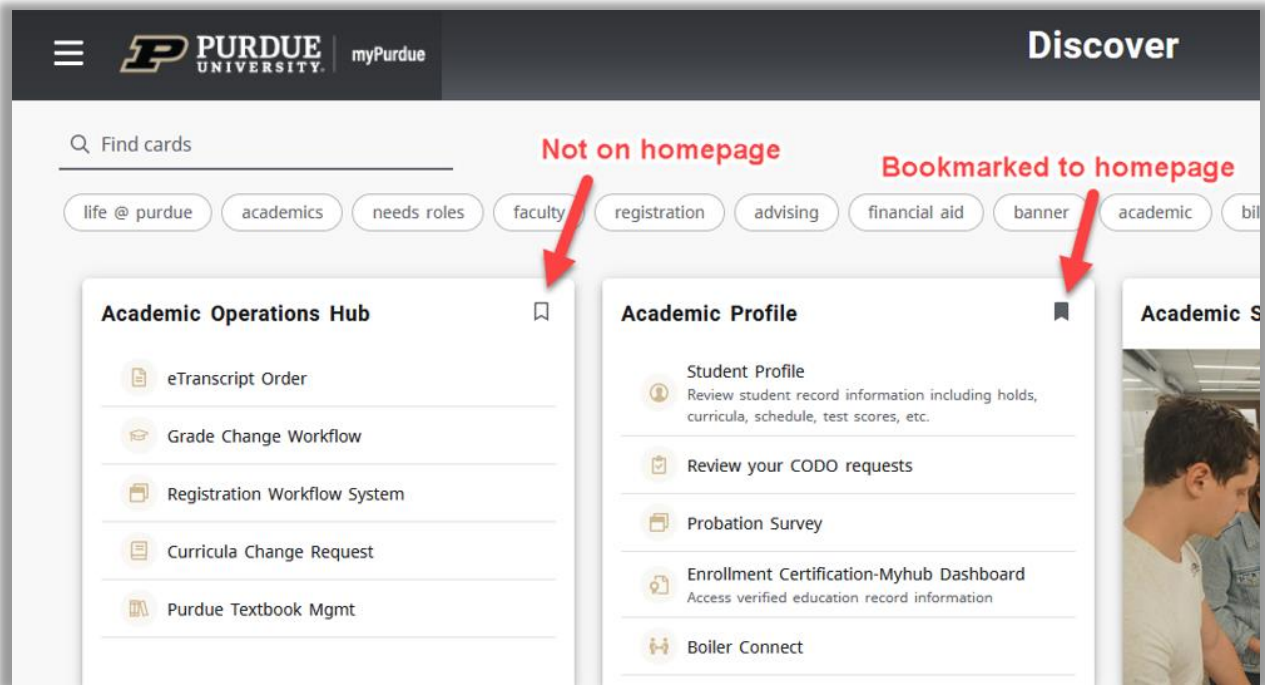 PURDUE
UNIVERSITY.
myPurdue
Discover
Find cards
Not on homepage
Bookmarked to homepage
life @ purdue
academics
needs roles
faculty
registration
advising
financial aid
banner
academic
bil
Academic Operations Hub
eTranscript Order
Grade Change Workflow
Registration Workflow System
Curricula Change Request
Purdue Textbook Mgmt
Academic Profile
Student Profile
Review student record information including holds,
curricula, schedule, test scores, etc.
Review your CODO requests
Probation Survey
Enrollment Certification-Myhub Dashboard
Access verified education record information
Boiler Connect
Academic S